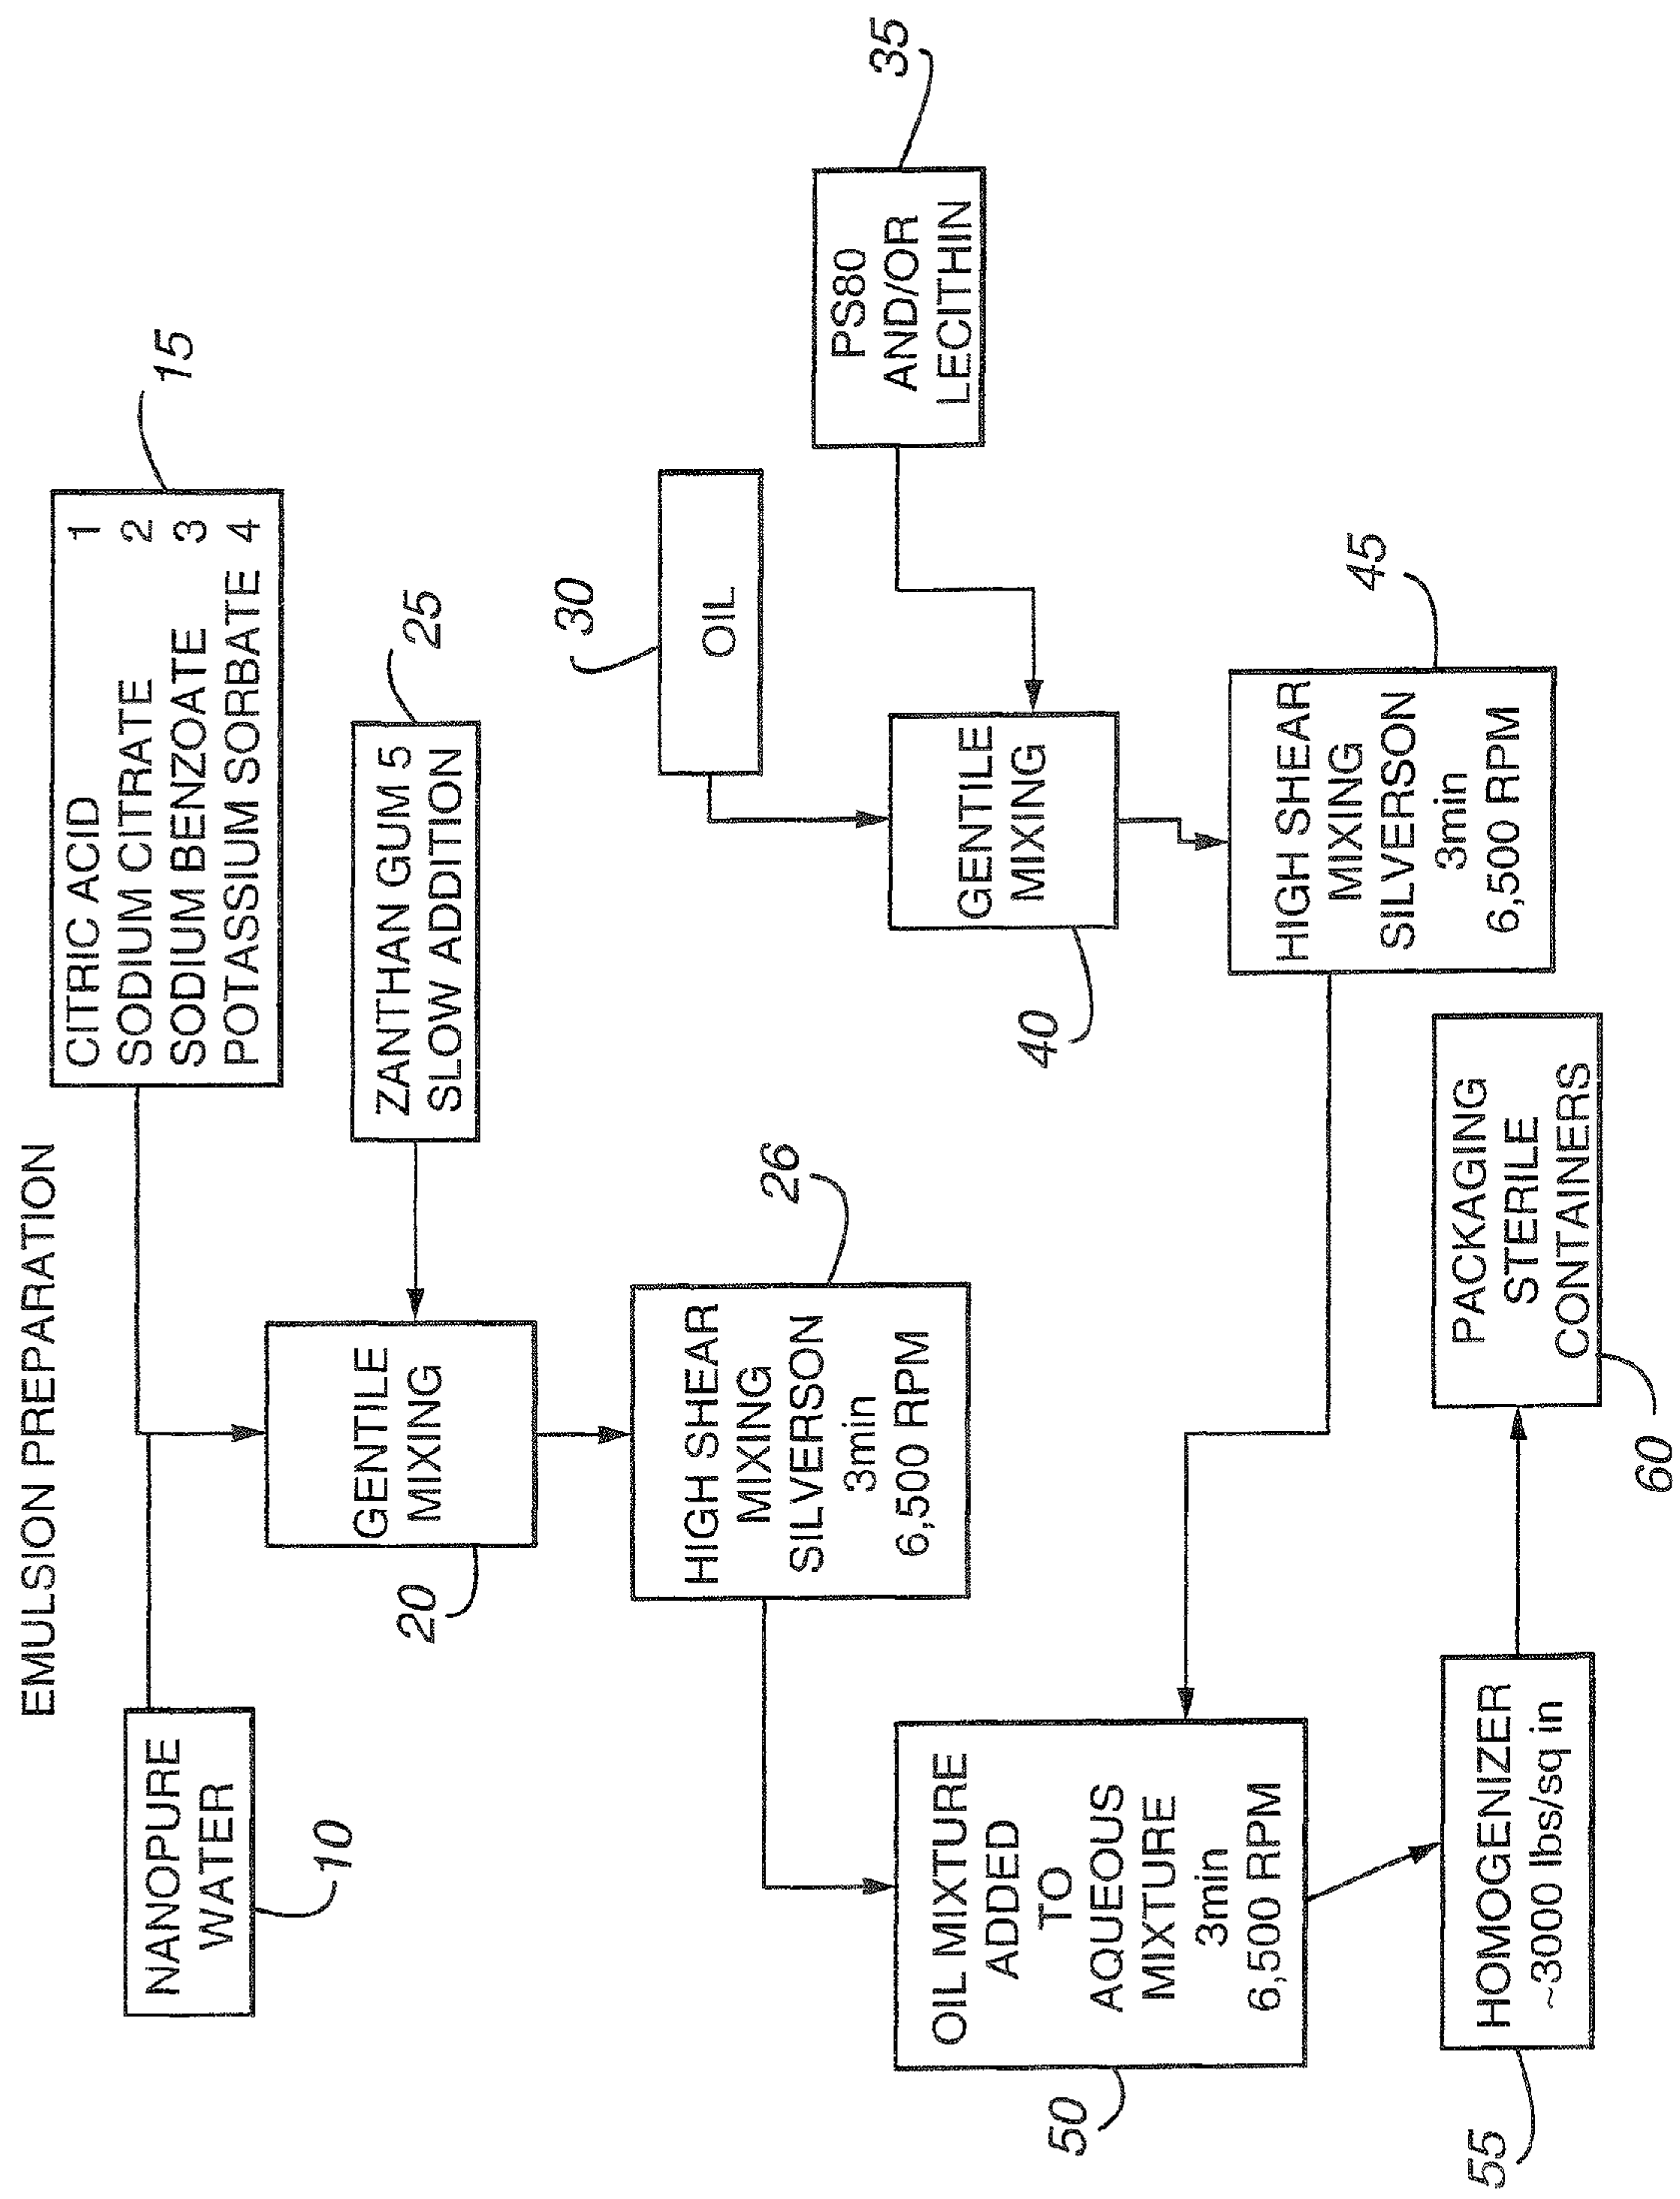 EMULSION PREPARATION
NANOPURE
WATER
10
CITRIC ACID 1
SODIUM CITRATE 2
SODIUM BENZOATE 3
POTASSIUM SORBATE 4
15
ZANTHAN GUM 5
SLOW ADDITION
25
GENTILE
MIXING
20
HIGH SHEAR
MIXING
SILVERSON
3min
6,500 RPM
26
30
OIL
PS80
AND/OR
LECITHIN
35
GENTILE
MIXING
40
HIGH SHEAR
MIXING
SILVERSON
3min
6,500 RPM
45
OIL MIXTURE
ADDED
TO
AQUEOUS
MIXTURE
3min
6,500 RPM
50
HOMOGENIZER
~3000 lbs/sq in
55
PACKAGING
STERILE
CONTAINERS
60